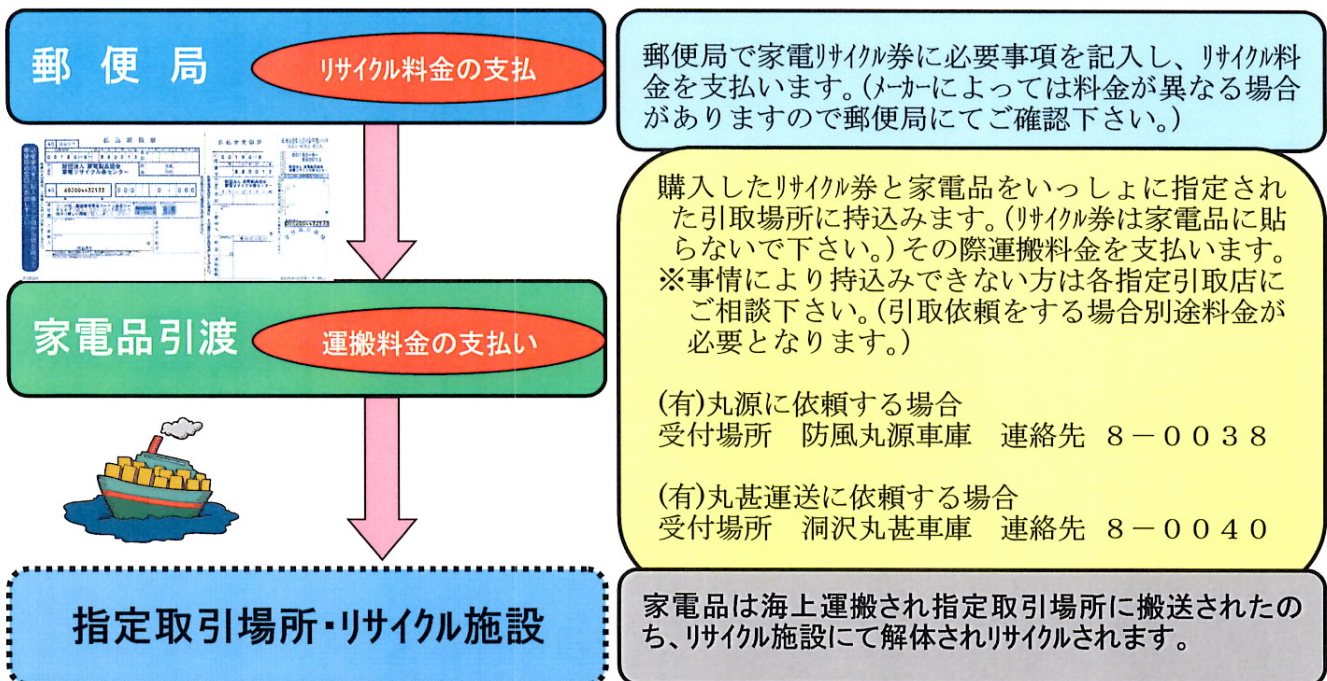 郵便局
リサイクル料金の支払
郵便局で家電リサイクル券に必要事項を記入し、リサイクル料
金を支払います。(メーカーによっては料金が異なる場合
がありますので郵便局にてご確認下さい。)
払込取扱票
購入したリサイクル券と家電品をいっしょに指定され
た引取場所に持込みます。(リサイクル券は家電品に貼
らないで下さい。)その際運搬料金を支払います。
※事情により持込みできない方は各指定引取店に
ご相談下さい。(引取依頼をする場合別途料金が
必要となります。)
家電品引渡
運搬料金の支払い
(有)丸源に依頼する場合
受付場所 防風丸源車庫 連絡先 8-0038
(有)丸甚運送に依頼する場合
受付場所 洞沢丸甚車庫 連絡先 8-0040
指定取引場所・リサイクル施設
家電品は海上運搬され指定取引場所に搬送されたの
ち、リサイクル施設にて解体されリサイクルされます。